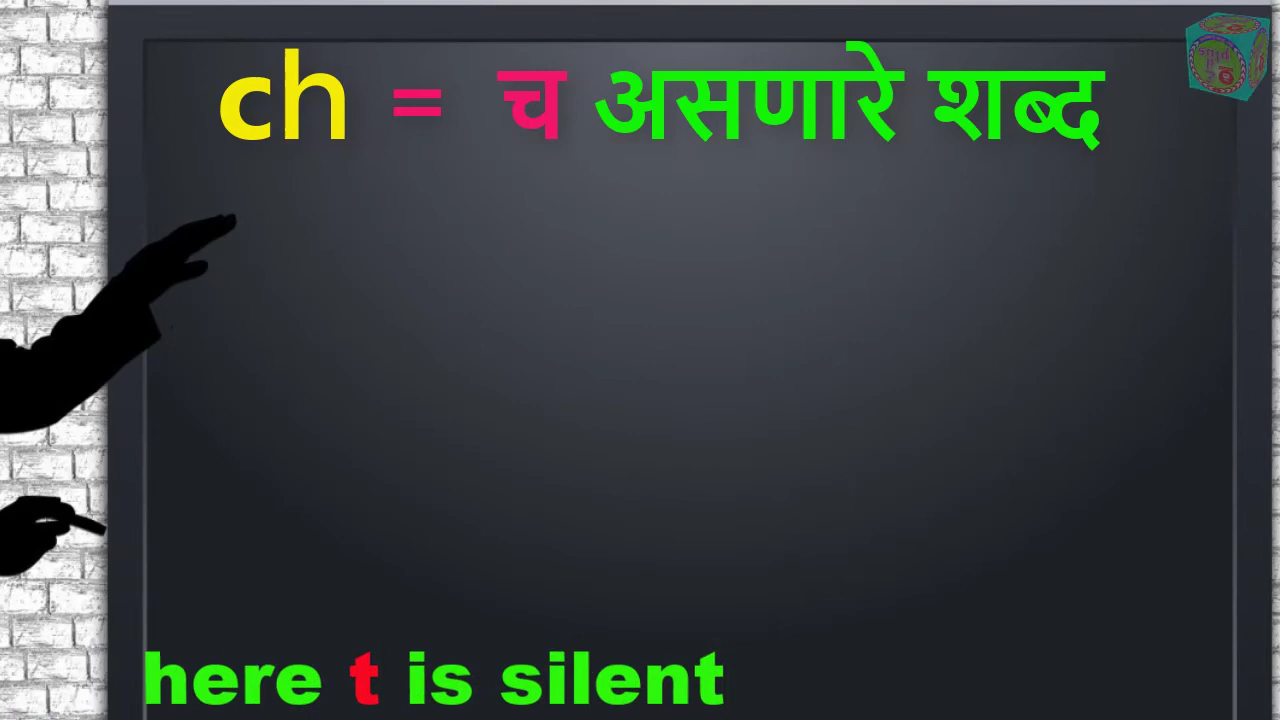 ch = च असणारे शब्द
here t is silent